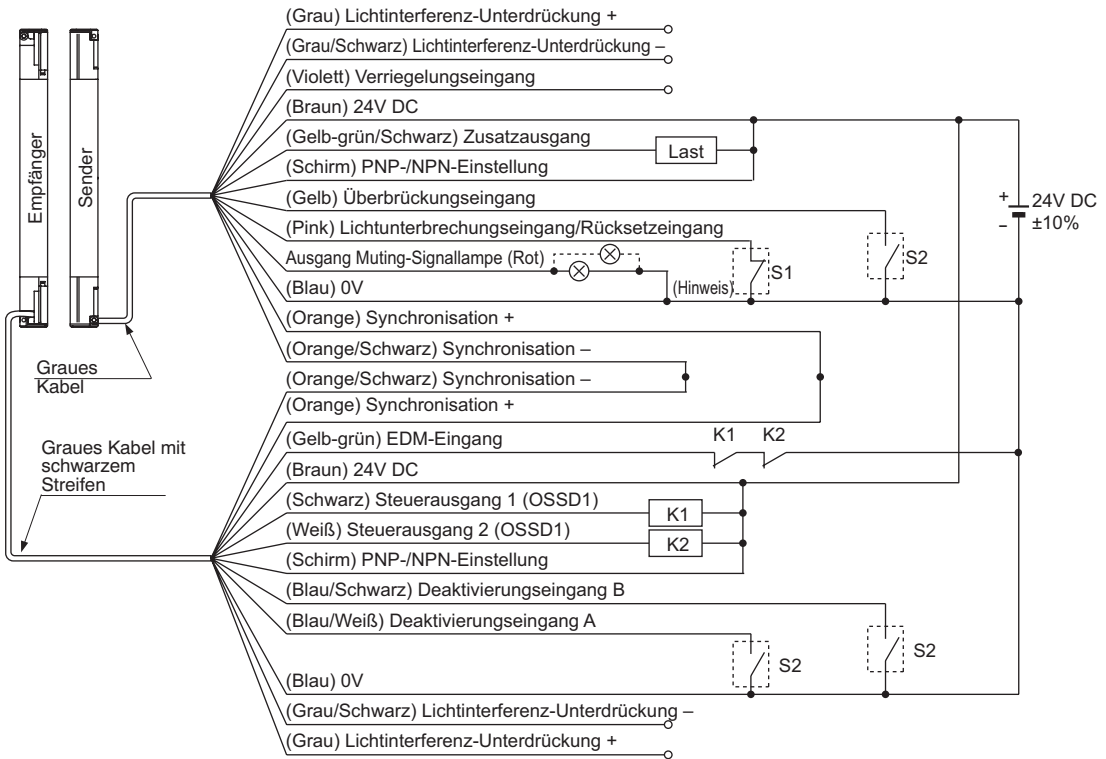 (Grau) Lichtinterferenz-Unterdrückung +
(Grau/Schwarz) Lichtinterferenz-Unterdrückung –
(Violett) Verriegelungseingang
(Braun) 24V DC
(Gelb-grün/Schwarz) Zusatzausgang
Last
(Schirm) PNP-/NPN-Einstellung
(Gelb) Überbrückungseingang
(Pink) Lichtunterbrechungseingang/Rücksetzeingang
Ausgang Muting-Signallampe (Rot)
(Blau) 0V
(Hinweis)
S1
S2
+
–
24V DC
±10%
Empfänger
Sender
(Orange) Synchronisation +
(Orange/Schwarz) Synchronisation –
Graues
Kabel
(Orange/Schwarz) Synchronisation –
(Orange) Synchronisation +
(Gelb-grün) EDM-Eingang
K1
K2
Graues Kabel mit
schwarzem
Streifen
(Braun) 24V DC
(Schwarz) Steuerausgang 1 (OSSD1)
K1
(Weiß) Steuerausgang 2 (OSSD1)
K2
(Schirm) PNP-/NPN-Einstellung
(Blau/Schwarz) Deaktivierungseingang B
(Blau/Weiß) Deaktivierungseingang A
S2
S2
(Blau) 0V
(Grau/Schwarz) Lichtinterferenz-Unterdrückung –
(Grau) Lichtinterferenz-Unterdrückung +